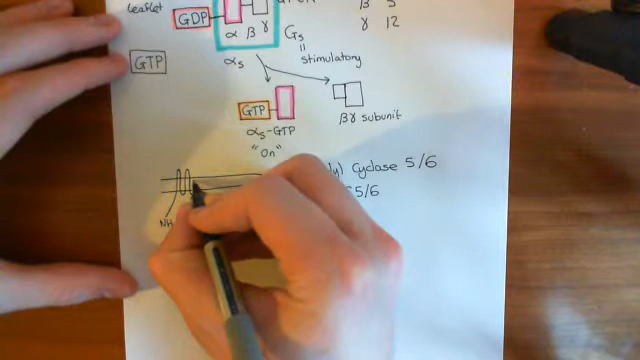 leaflet
GDP
α β γ
Gs
β 5
γ 12
GTP
αs
=
stimulatory
GTP
βγ subunit
αs-GTP
"On"
Cyclase 5/6
5/6
NH